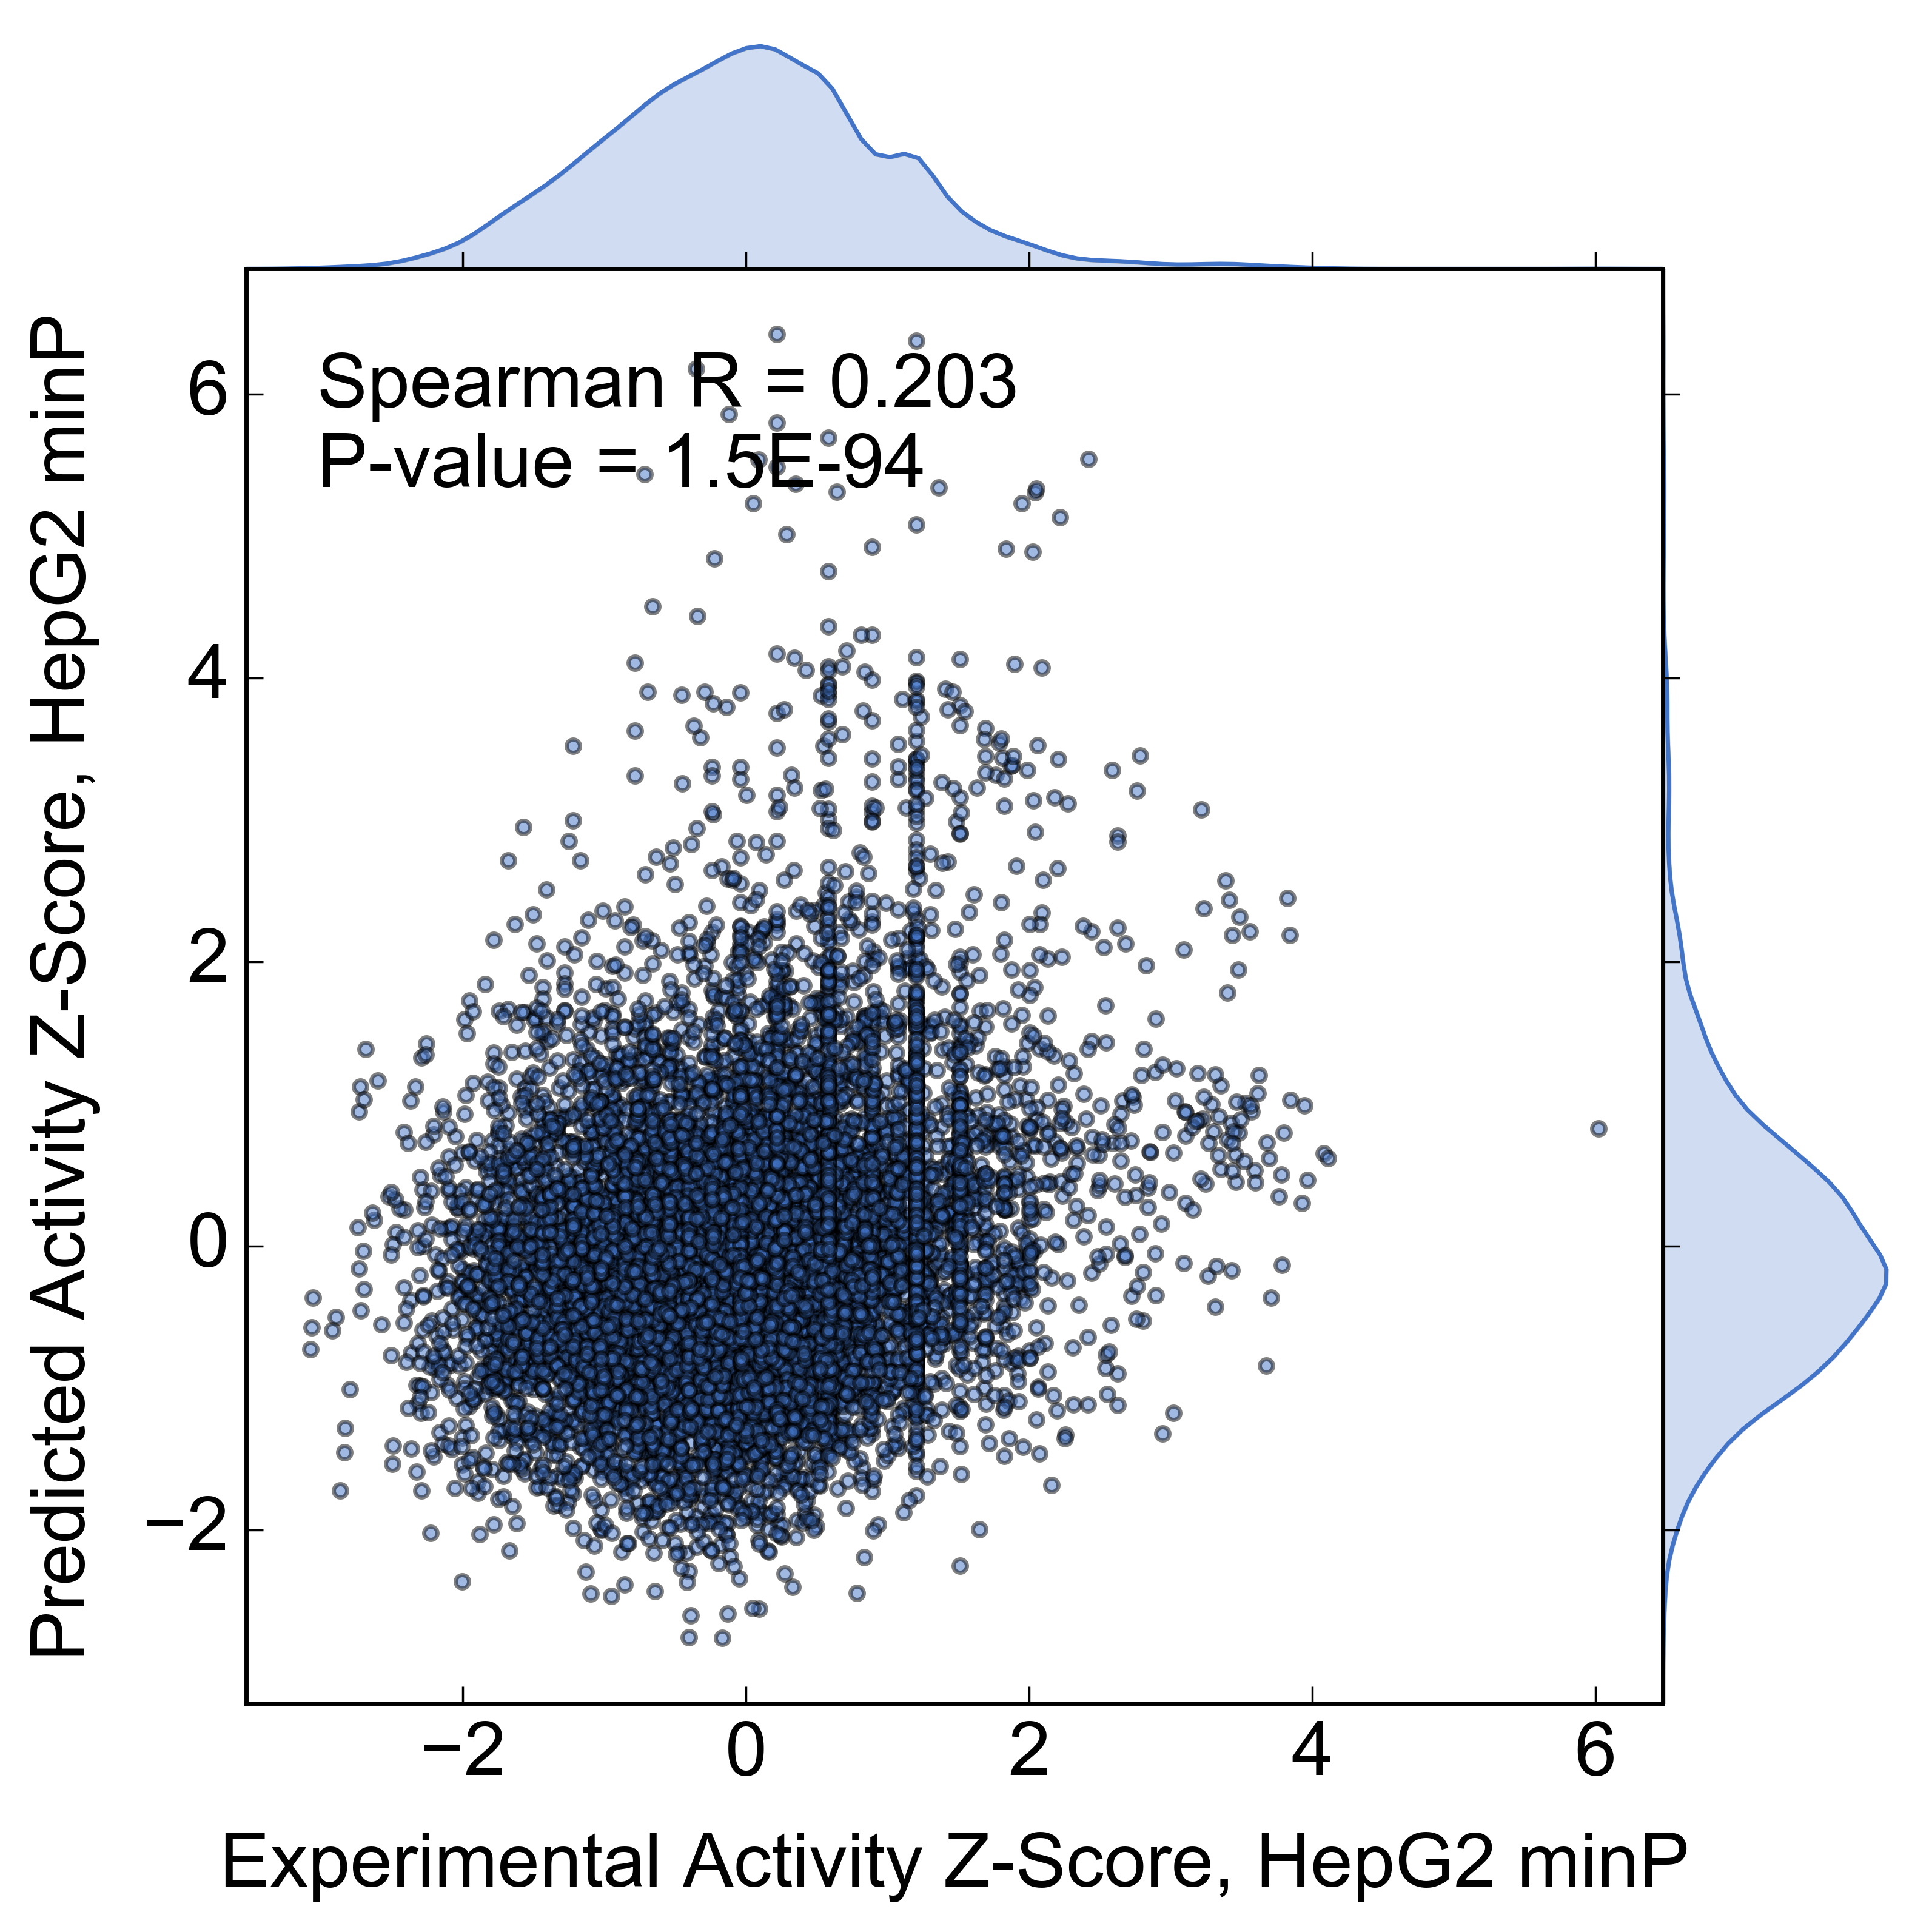 Spearman R = 0.203
P-value = 1.5E-94
Predicted Activity Z-Score, HepG2 minP
6
4
2
0
−2
−2 0 2 4 6
Experimental Activity Z-Score, HepG2 minP